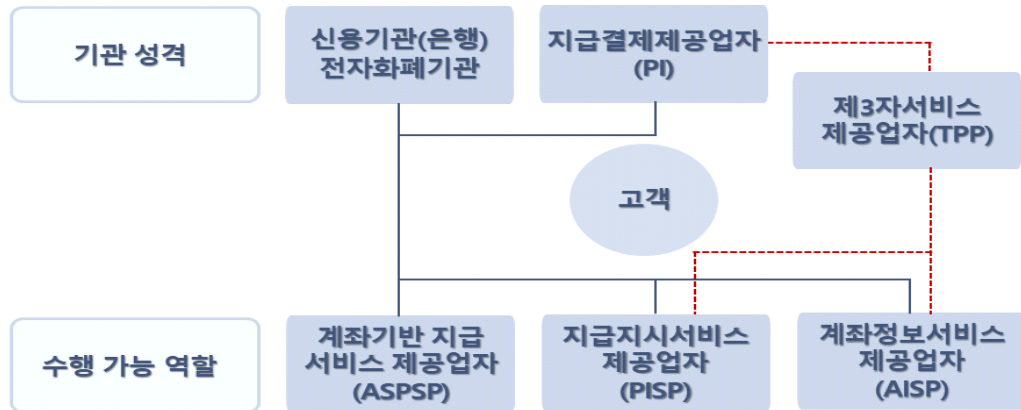 기관 성격
신용기관(은행)
전자화폐기관
지급결제제공업자
(PI)
제3자서비스
제공업자(TPP)
고객
수행 가능 역할
계좌기반 지급
서비스 제공업자
(ASPSP)
지급지시서비스
제공업자
(PISP)
계좌정보서비스
제공업자
(AISP)